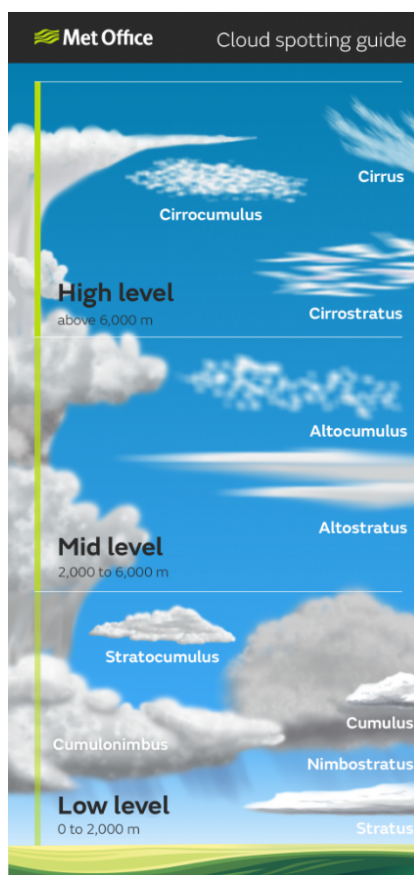 Met Office
Cloud spotting guide
Cirrus
Cirrocumulus
High level
above 6,000 m
Cirrostratus
Altocumulus
Altostratus
Mid level
2,000 to 6,000 m
Stratocumulus
Cumulus
Cumulonimbus
Nimbostratus
Low level
0 to 2,000 m
Stratus